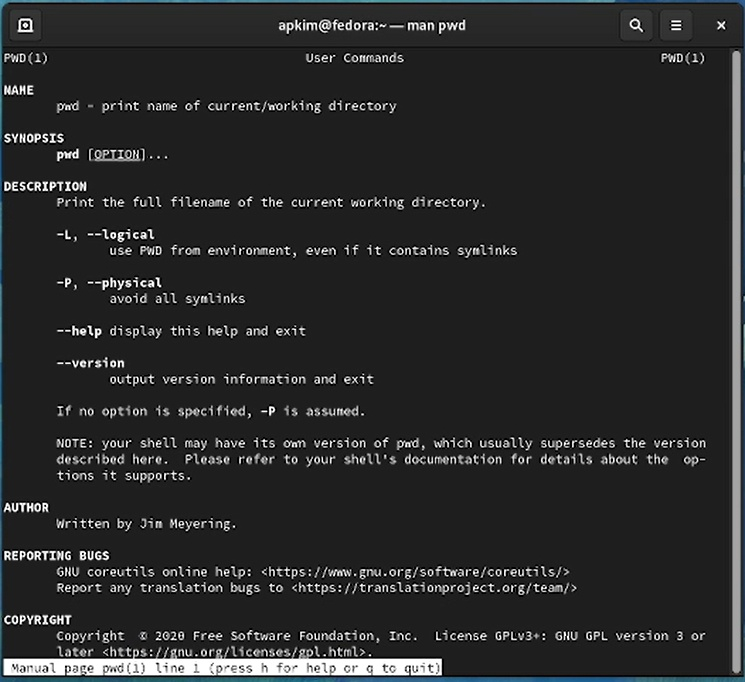 apkim@fedora:~ — man pwd
PWD(1) User Commands PWD(1)
NAME
pwd - print name of current/working directory
SYNOPSIS
pwd [OPTION]...
DESCRIPTION
Print the full filename of the current working directory.
-L, --logical
use PWD from environment, even if it contains symlinks
-P, --physical
avoid all symlinks
--help display this help and exit
--version
output version information and exit
If no option is specified, -P is assumed.
NOTE: your shell may have its own version of pwd, which usually supersedes the version
described here.  Please refer to your shell's documentation for details about the  op-
tions it supports.
AUTHOR
Written by Jim Meyering.
REPORTING BUGS
GNU coreutils online help: <https://www.gnu.org/software/coreutils/>
Report any translation bugs to <https://translationproject.org/team/>
COPYRIGHT
Copyright  © 2020 Free Software Foundation, Inc.  License GPLv3+: GNU GPL version 3 or
later <https://gnu.org/licenses/gpl.html>.
Manual page pwd(1) line 1 (press h for help or q to quit)